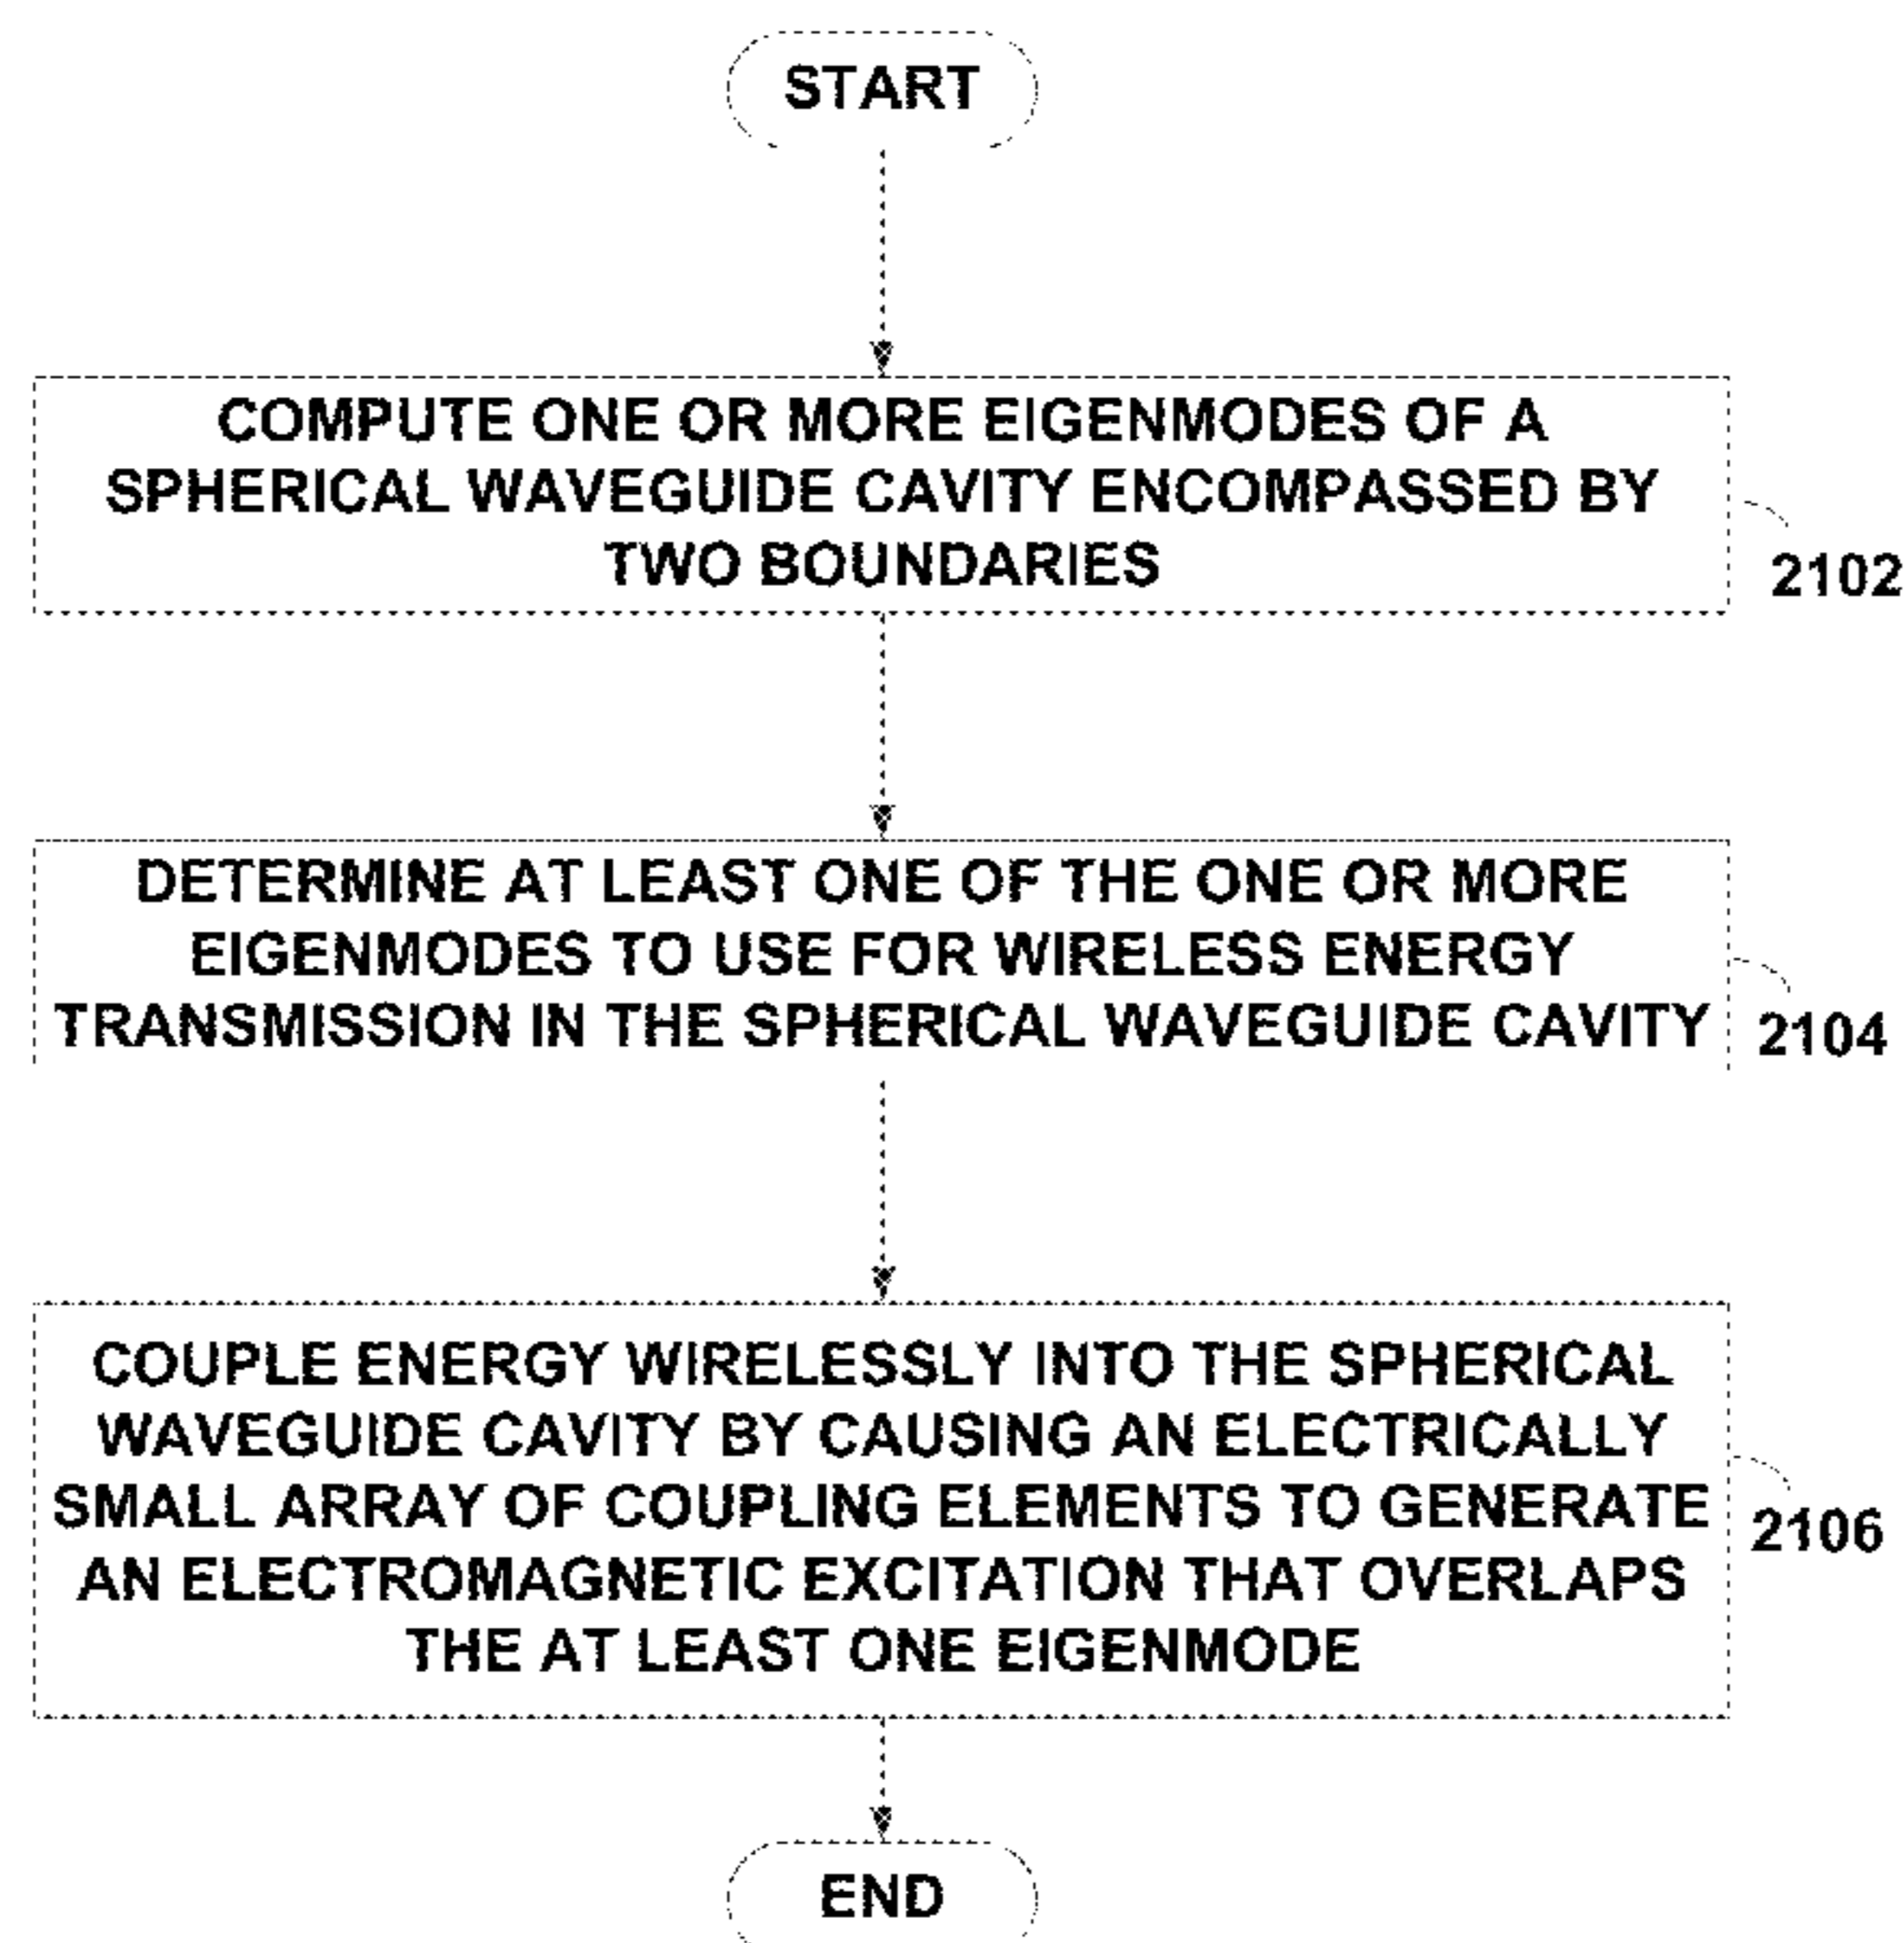 START
COMPUTE ONE OR MORE EIGENMODES OF A
SPHERICAL WAVEGUIDE CAVITY ENCOMPASSED BY
TWO BOUNDARIES
2102
DETERMINE AT LEAST ONE OF THE ONE OR MORE
EIGENMODES TO USE FOR WIRELESS ENERGY
TRANSMISSION IN THE SPHERICAL WAVEGUIDE CAVITY
2104
COUPLE ENERGY WIRELESSLY INTO THE SPHERICAL
WAVEGUIDE CAVITY BY CAUSING AN ELECTRICALLY
SMALL ARRAY OF COUPLING ELEMENTS TO GENERATE
AN ELECTROMAGNETIC EXCITATION THAT OVERLAPS
THE AT LEAST ONE EIGENMODE
2106
END